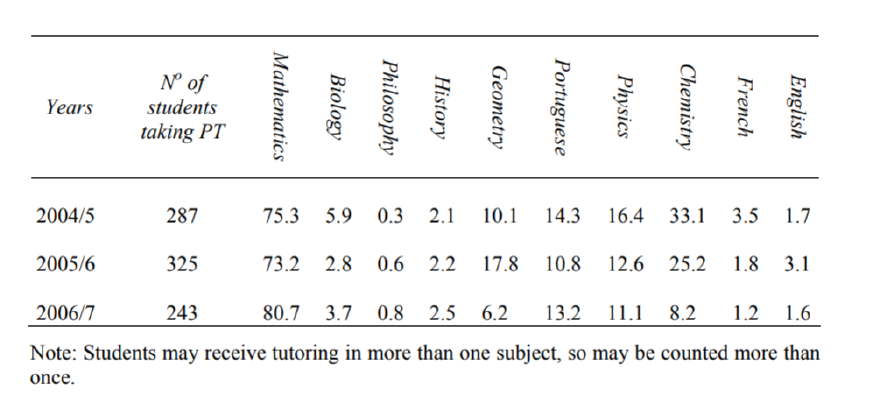 Years Nº of students taking PT Mathematics Biology Philosophy History Geometry Portuguese Physics Chemistry French English
2004/5 287 75.3 5.9 0.3 2.1 10.1 14.3 16.4 33.1 3.5 1.7
2005/6 325 73.2 2.8 0.6 2.2 17.8 10.8 12.6 25.2 1.8 3.1
2006/7 243 80.7 3.7 0.8 2.5 6.2 13.2 11.1 8.2 1.2 1.6
Note: Students may receive tutoring in more than one subject, so may be counted more than
once.